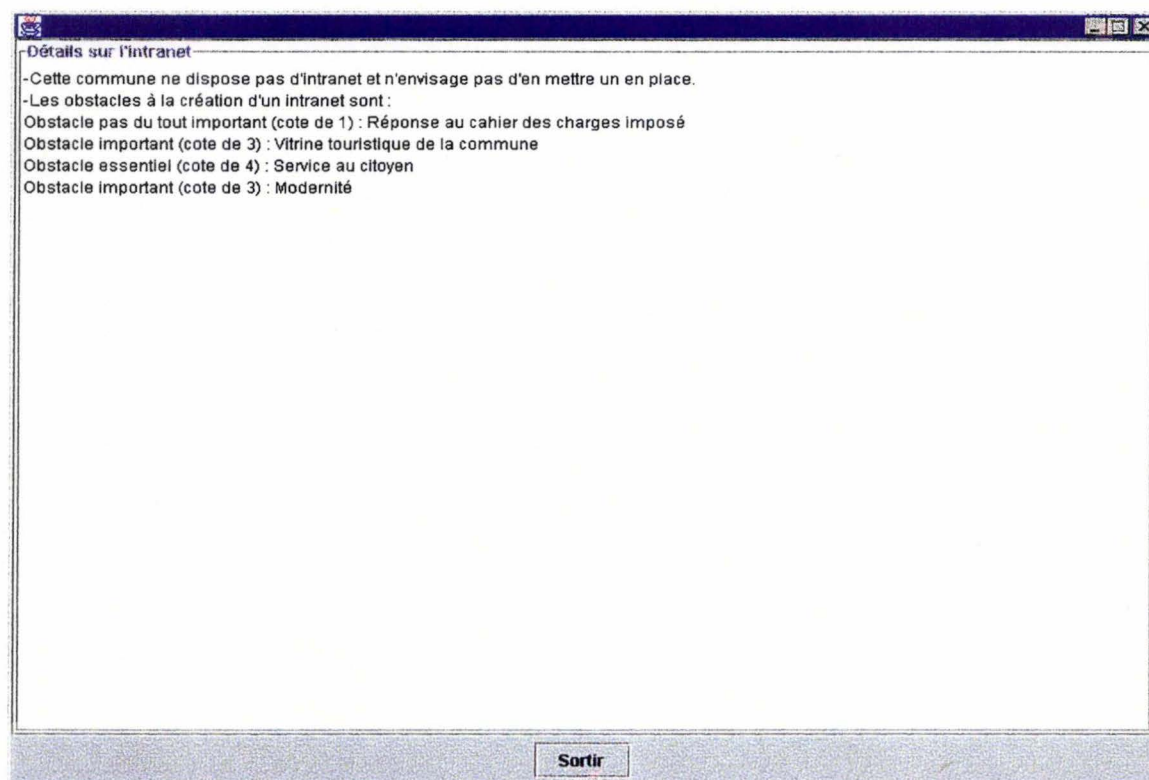 Détails sur l'intranet
-Cette commune ne dispose pas d'intranet et n'envisage pas d'en mettre un en place.
-Les obstacles à la création d'un intranet sont :
Obstacle pas du tout important (cote de 1) : Réponse au cahier des charges imposé
Obstacle important (cote de 3) : Vitrine touristique de la commune
Obstacle essentiel (cote de 4) : Service au citoyen
Obstacle important (cote de 3) : Modernité
Sortir